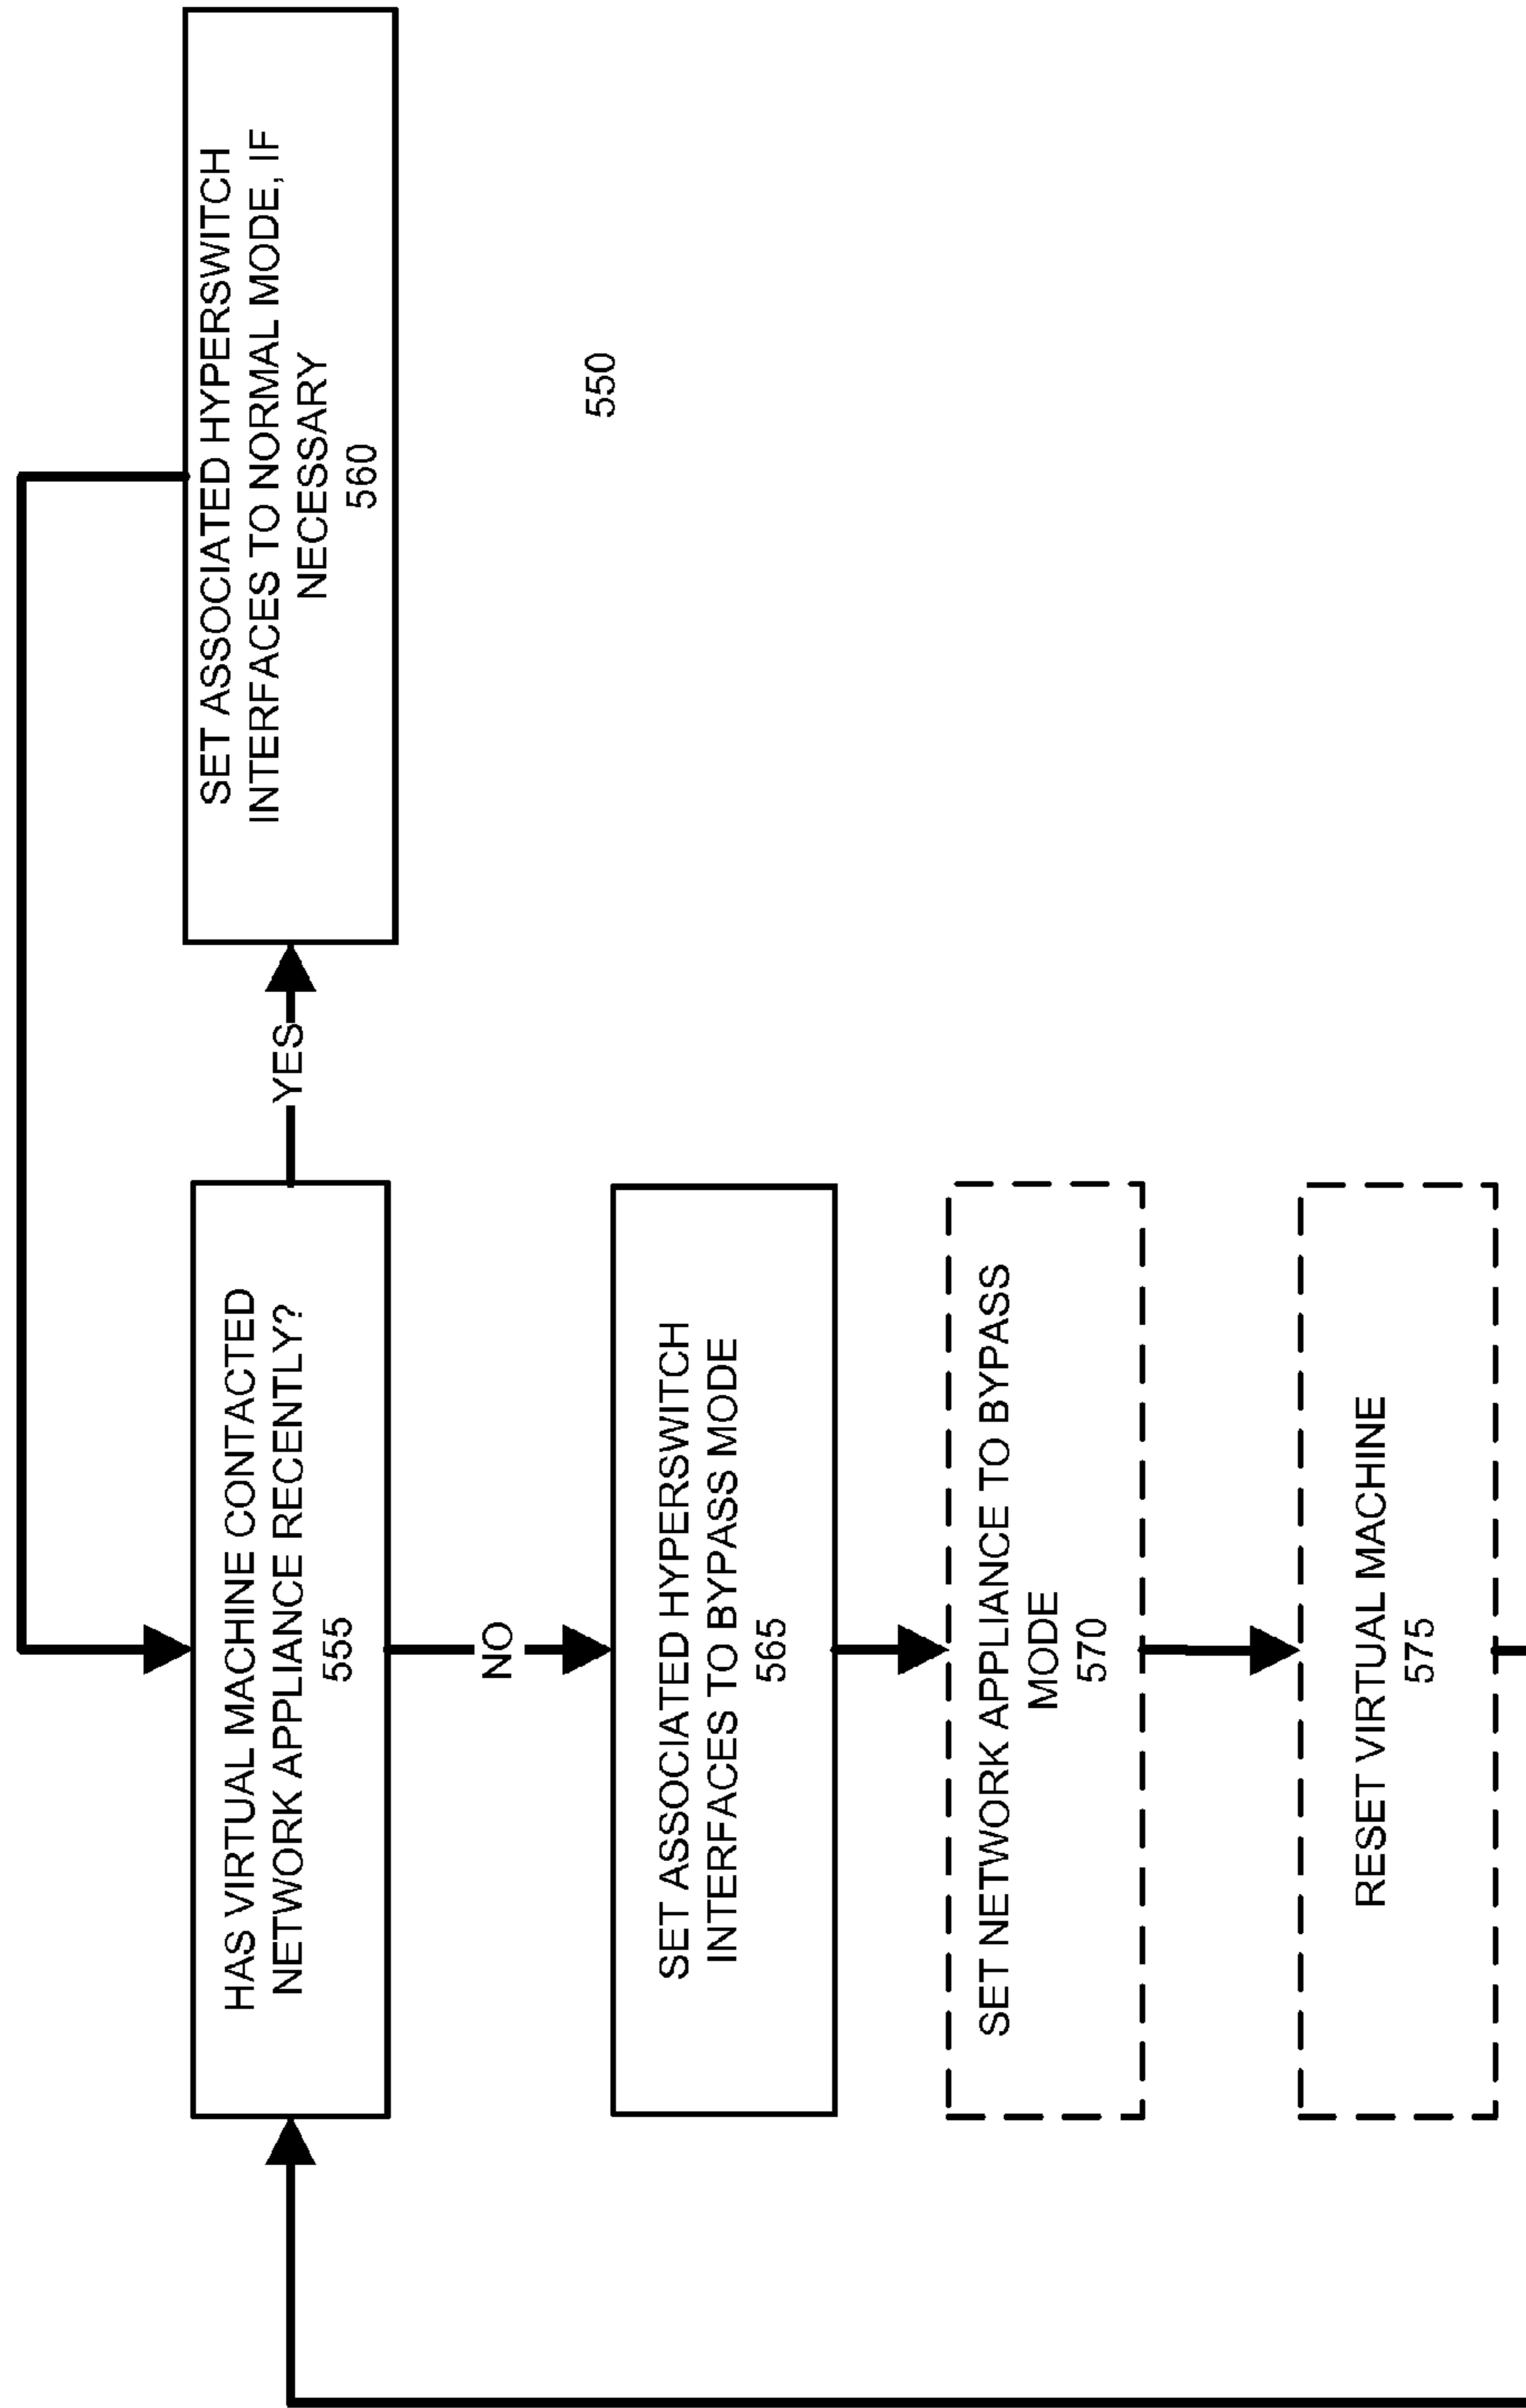 HAS VIRTUAL MACHINE CONTACTED
NETWORK APPLIANCE RECENTLY?
555
YES
SET ASSOCIATED HYPERSWITCH
INTERFACES TO NORMAL MODE, IF
NECESSARY
560
NO
550
SET ASSOCIATED HYPERSWITCH
INTERFACES TO BYPASS MODE
565
SET NETWORK APPLIANCE TO BYPASS
MODE
570
RESET VIRTUAL MACHINE
575